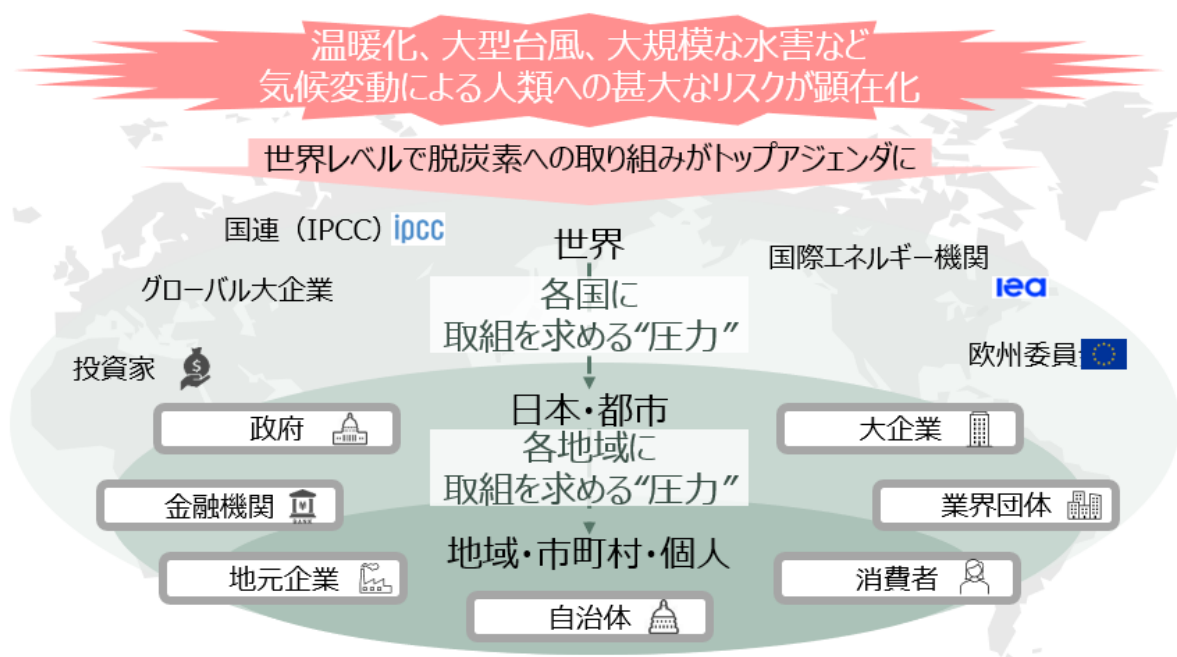 温暖化、大型台風、大規模な水害など
気候変動による人類への甚大なリスクが顕在化
世界レベルで脱炭素への取り組みがトップアジェンダに
国連（IPCC）
ipcc
世界
国際エネルギー機関
iea
グローバル大企業
各国に
取組を求める“圧力”
投資家
$
欧州委員
日本・都市
政府
大企業
各地域に
取組を求める“圧力”
金融機関
¥
BANK
業界団体
地域・市町村・個人
地元企業
消費者
自治体